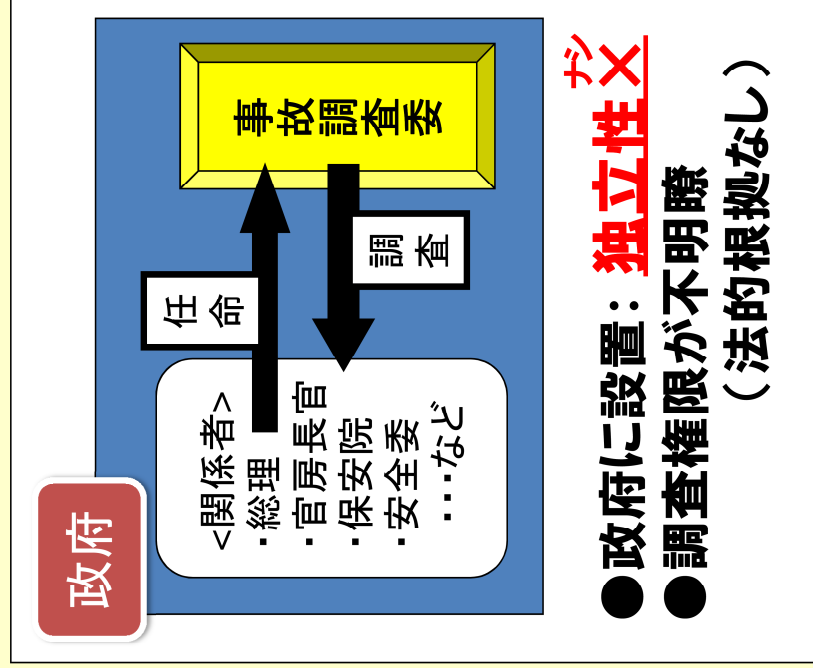 政府
<関係者>
・総理
・官房長官
・保安院
・安全委
・・・など
任命
調査
事故調査委
●政府に設置：独立性×
ナシ
●調査権限が不明瞭
（法的根拠なし）